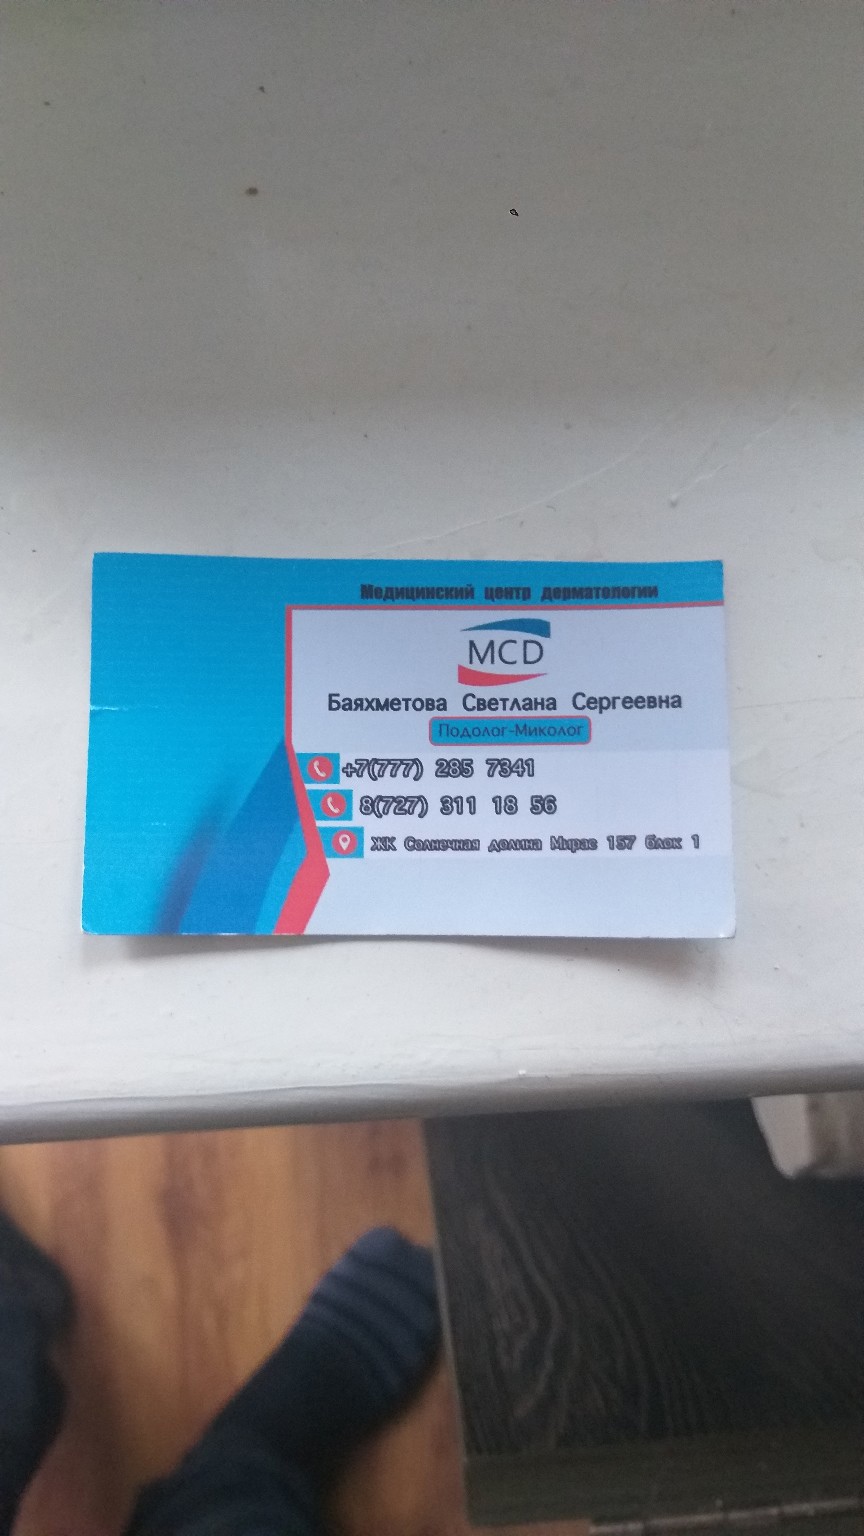 Медицинский центр дерматологии
MCD
Баяхметова Светлана Сергеевна
Подолог-Миколог
+7(777) 285 7341
8(727) 311 18 56
ЖК Солнечная долина Мирас 157 блок 1